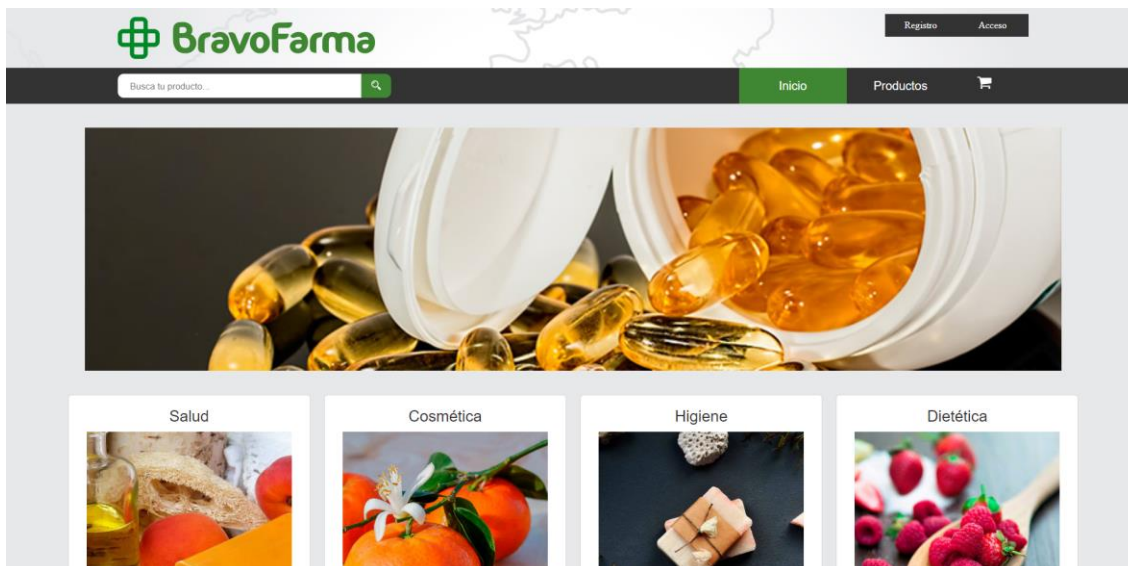 BravoFarma
Registro Acceso
Busca tu producto...
Inicio Productos
Salud Cosmética Higiene Dietética